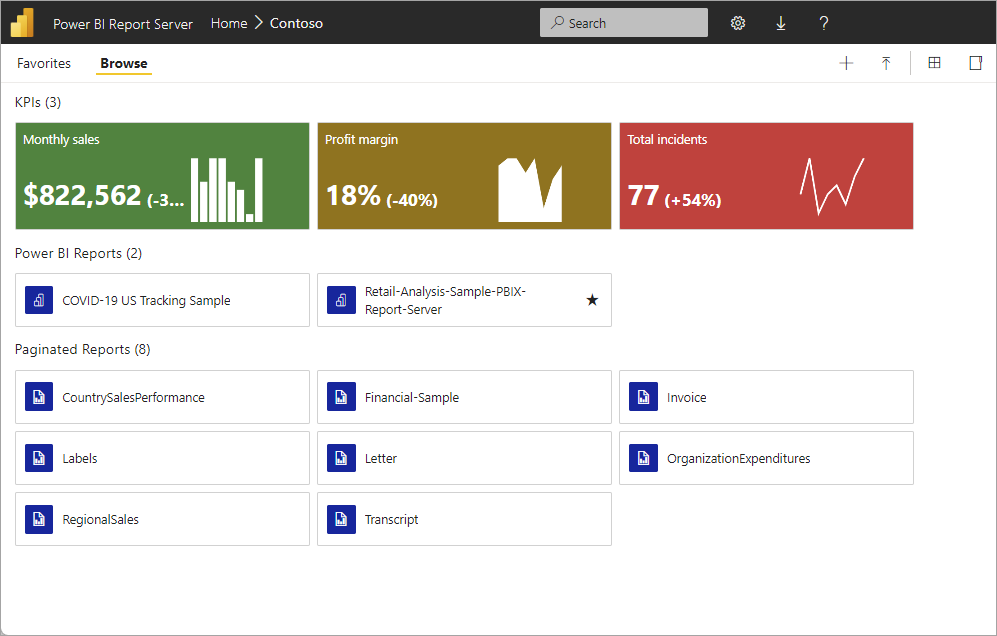 Power BI Report Server Home > Contoso Search ?
Favorites Browse
KPIs (3)
Monthly sales Profit margin Total incidents
$822,562 (-3... 18% (-40%) 77 (+54%)
Power BI Reports (2)
COVID-19 US Tracking Sample
Retail-Analysis-Sample-PBIX-
Report-Server
Paginated Reports (8)
CountrySalesPerformance Financial-Sample Invoice
Labels Letter OrganizationExpenditures
RegionalSales Transcript